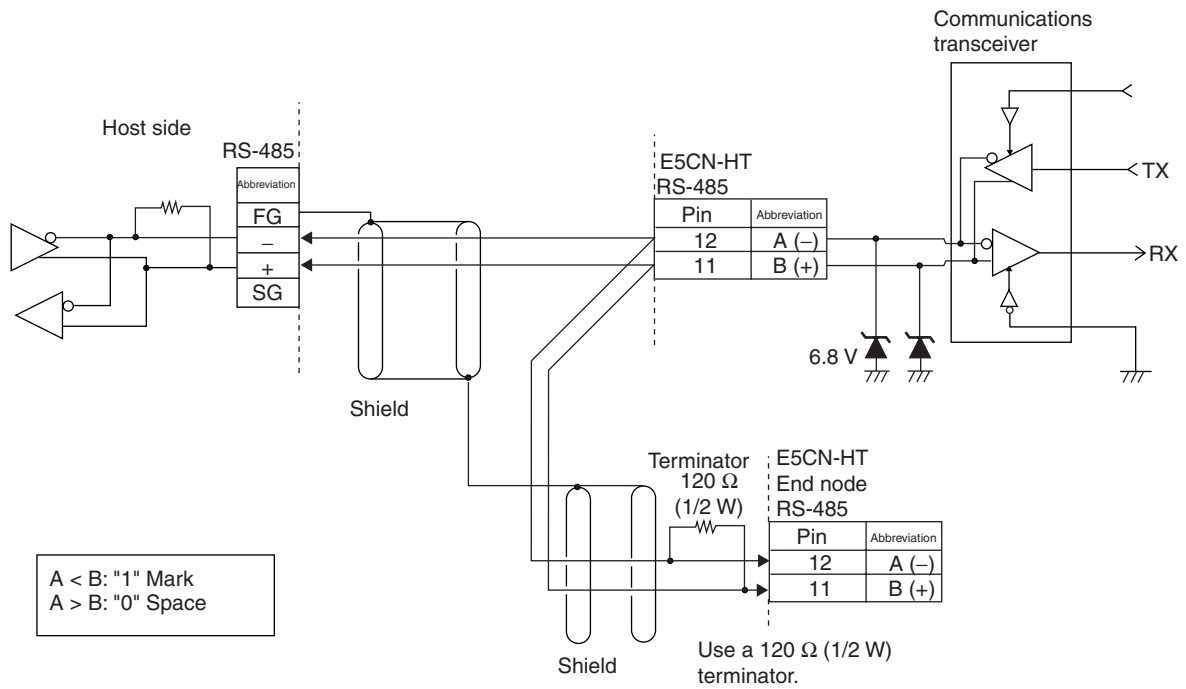 Communications
transceiver
Host side
RS-485
Abbreviation
FG
–
+
SG
Shield
E5CN-HT
RS-485
Pin Abbreviation
12 A (–)
11 B (+)
TX
RX
6.8 V
Terminator
120 Ω
(1/2 W)
E5CN-HT
End node
RS-485
Pin Abbreviation
12 A (–)
11 B (+)
A < B: "1" Mark
A > B: "0" Space
Shield
Use a 120 Ω (1/2 W)
terminator.